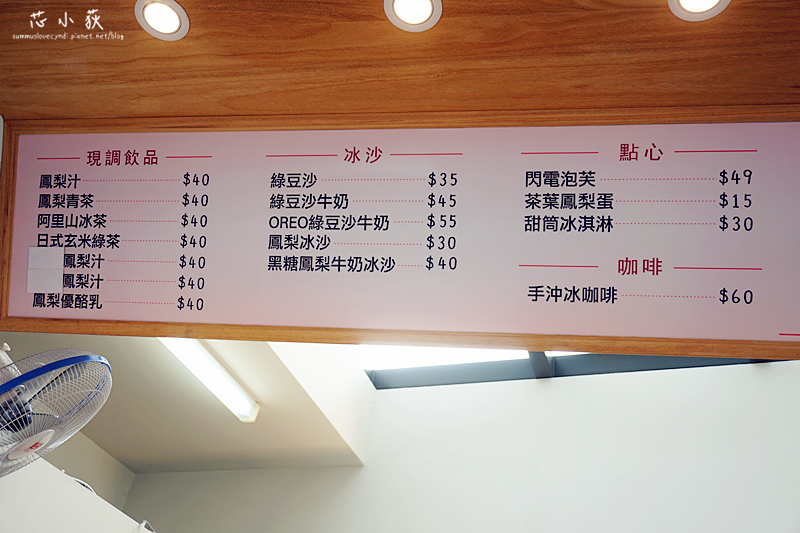 芯小荻
summuslovecyndi.pixnet.net/blog
現調飲品
鳳梨汁 $40
鳳梨青茶 $40
阿里山冰茶 $40
日式玄米綠茶 $40
鳳梨汁 $40
鳳梨汁 $40
鳳梨優酪乳 $40
冰沙
綠豆沙 $35
綠豆沙牛奶 $45
OREO綠豆沙牛奶 $55
鳳梨冰沙 $30
黑糖鳳梨牛奶冰沙 $40
點心
閃電泡芙 $49
茶葉鳳梨蛋 $15
甜筒冰淇淋 $30
咖啡
手沖冰咖啡 $60